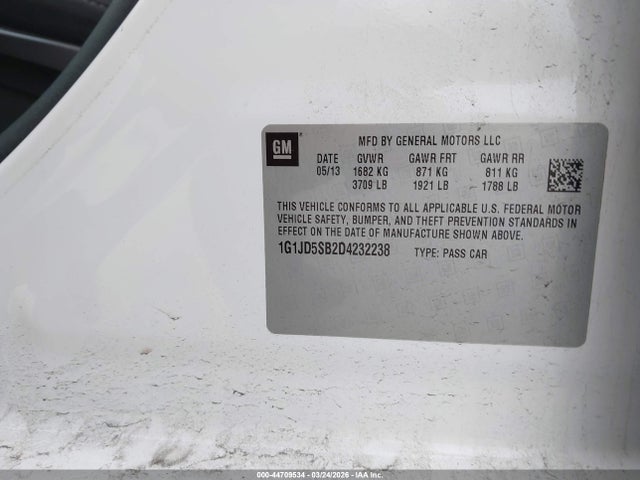 GM
MFD BY GENERAL MOTORS LLC
DATE GVWR GAWR FRT GAWR RR
05/13 1682 KG 871 KG 811 KG
3709 LB 1921 LB 1788 LB
THIS VEHICLE CONFORMS TO ALL APPLICABLE U.S. FEDERAL MOTOR
VEHICLE SAFETY, BUMPER, AND THEFT PREVENTION STANDARDS IN
EFFECT ON THE DATE OF MANUFACTURE SHOWN ABOVE.
1G1JD5SB2D4232238 TYPE: PASS CAR
000-44709534 | 03/24/2026 | © IAA Inc.